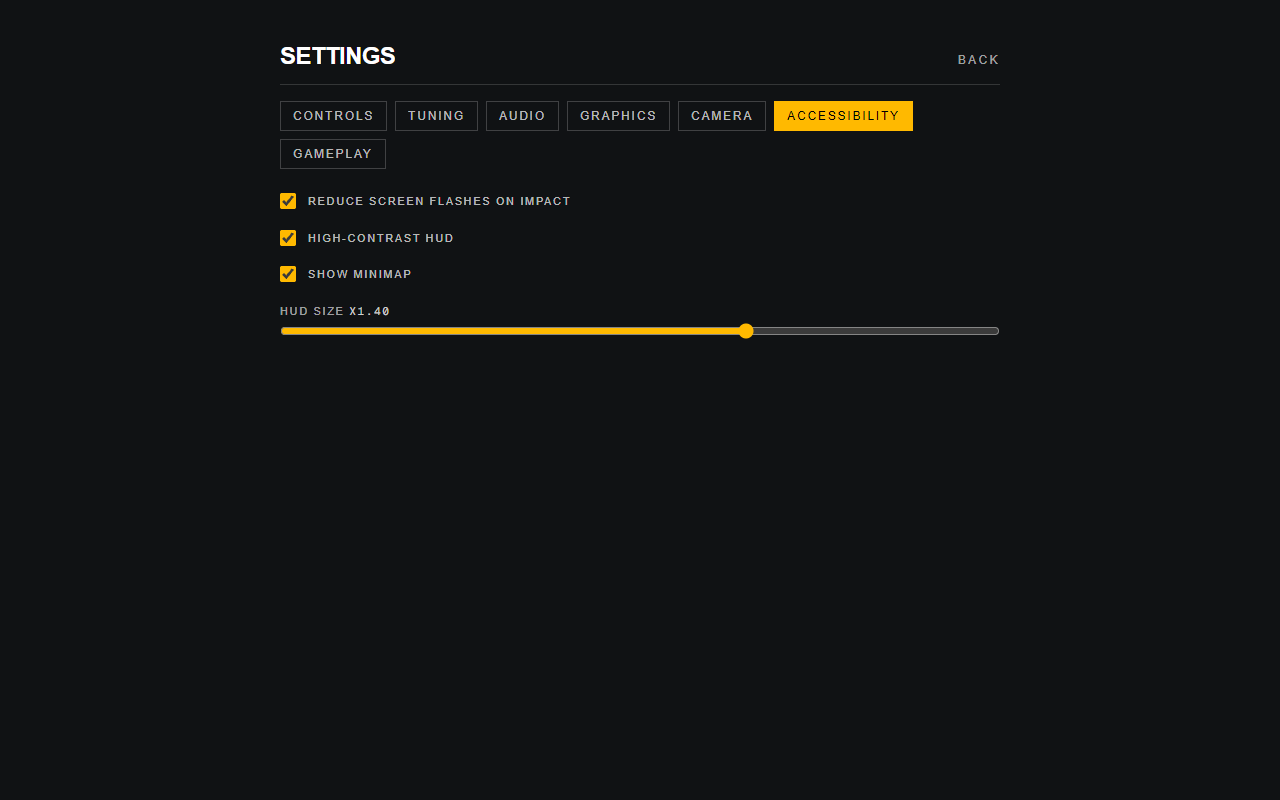 SETTINGS
BACK
CONTROLS TUNING AUDIO GRAPHICS CAMERA ACCESSIBILITY
GAMEPLAY
REDUCE SCREEN FLASHES ON IMPACT
HIGH-CONTRAST HUD
SHOW MINIMAP
HUD SIZE X1.40